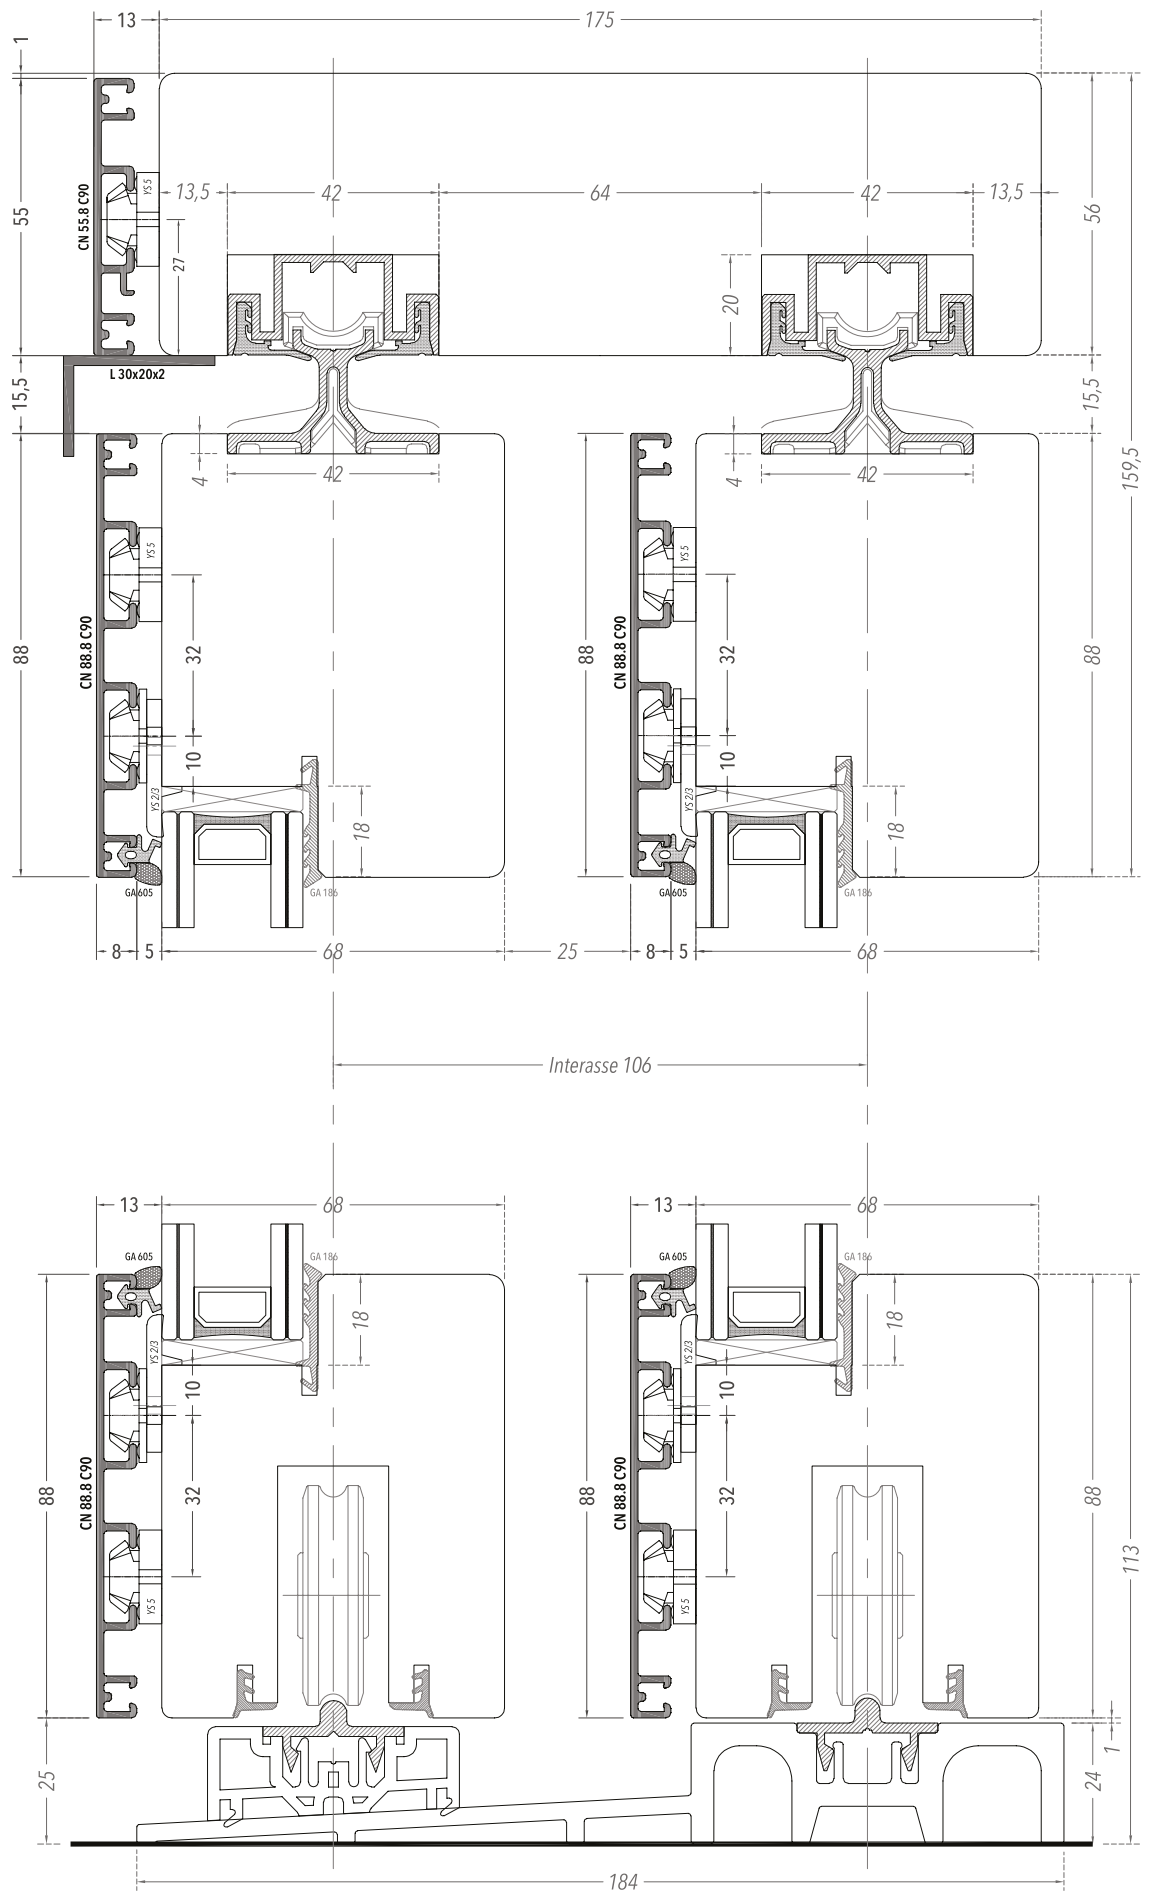 13
175
1
13,5
42
64
42
13,5
YS 5
CN 55.8 C90
55
27
56
20
L 30x20x2
15,5
15,5
159,5
4
42
4
42
YS 5
YS 5
CN 88.8 C90
88
32
CN 88.8 C90
88
32
88
10
10
YS 2/3
18
YS 2/3
18
GA 605
GA 186
GA 605
GA 186
8
5
68
25
8
5
68
Interasse 106
13
68
13
68
GA 605
GA 186
GA 605
GA 186
18
18
YS 2/3
YS 2/3
10
10
88
CN 88.8 C90
32
88
CN 88.8 C90
32
88
113
YS 5
YS 5
25
1
24
184